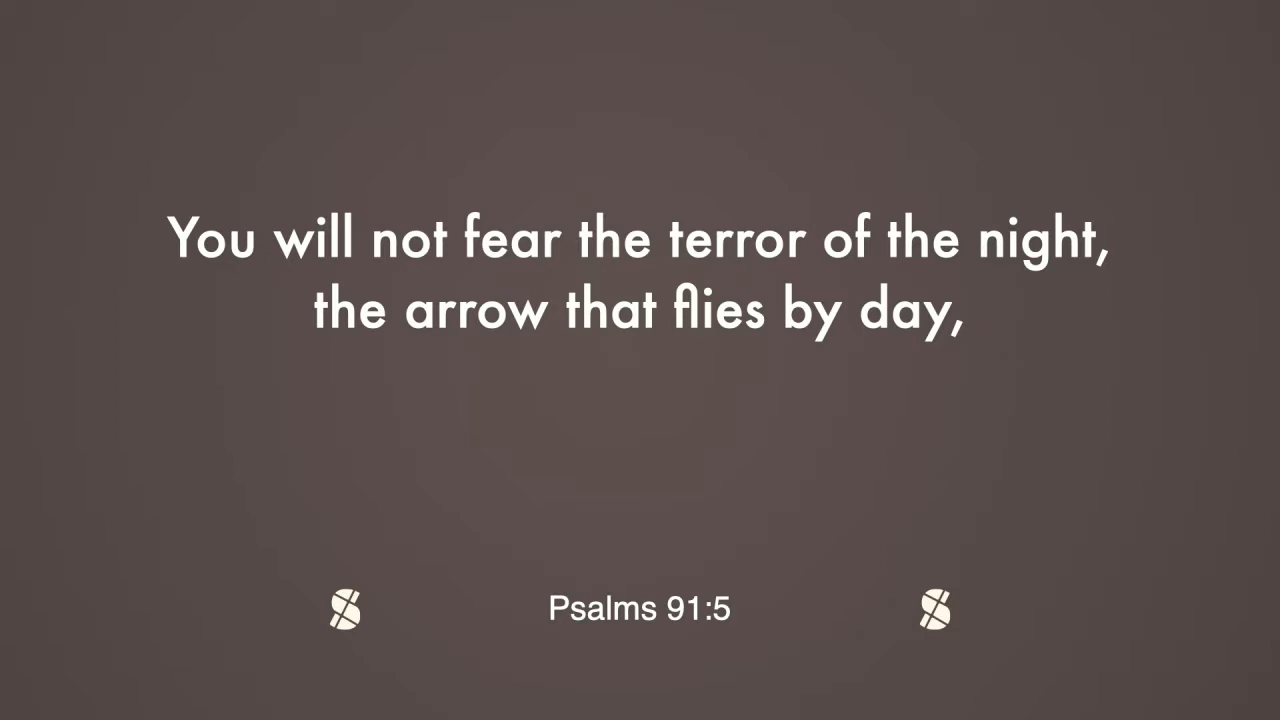 You will not fear the terror of the night,
the arrow that flies by day,
Psalms 91:5